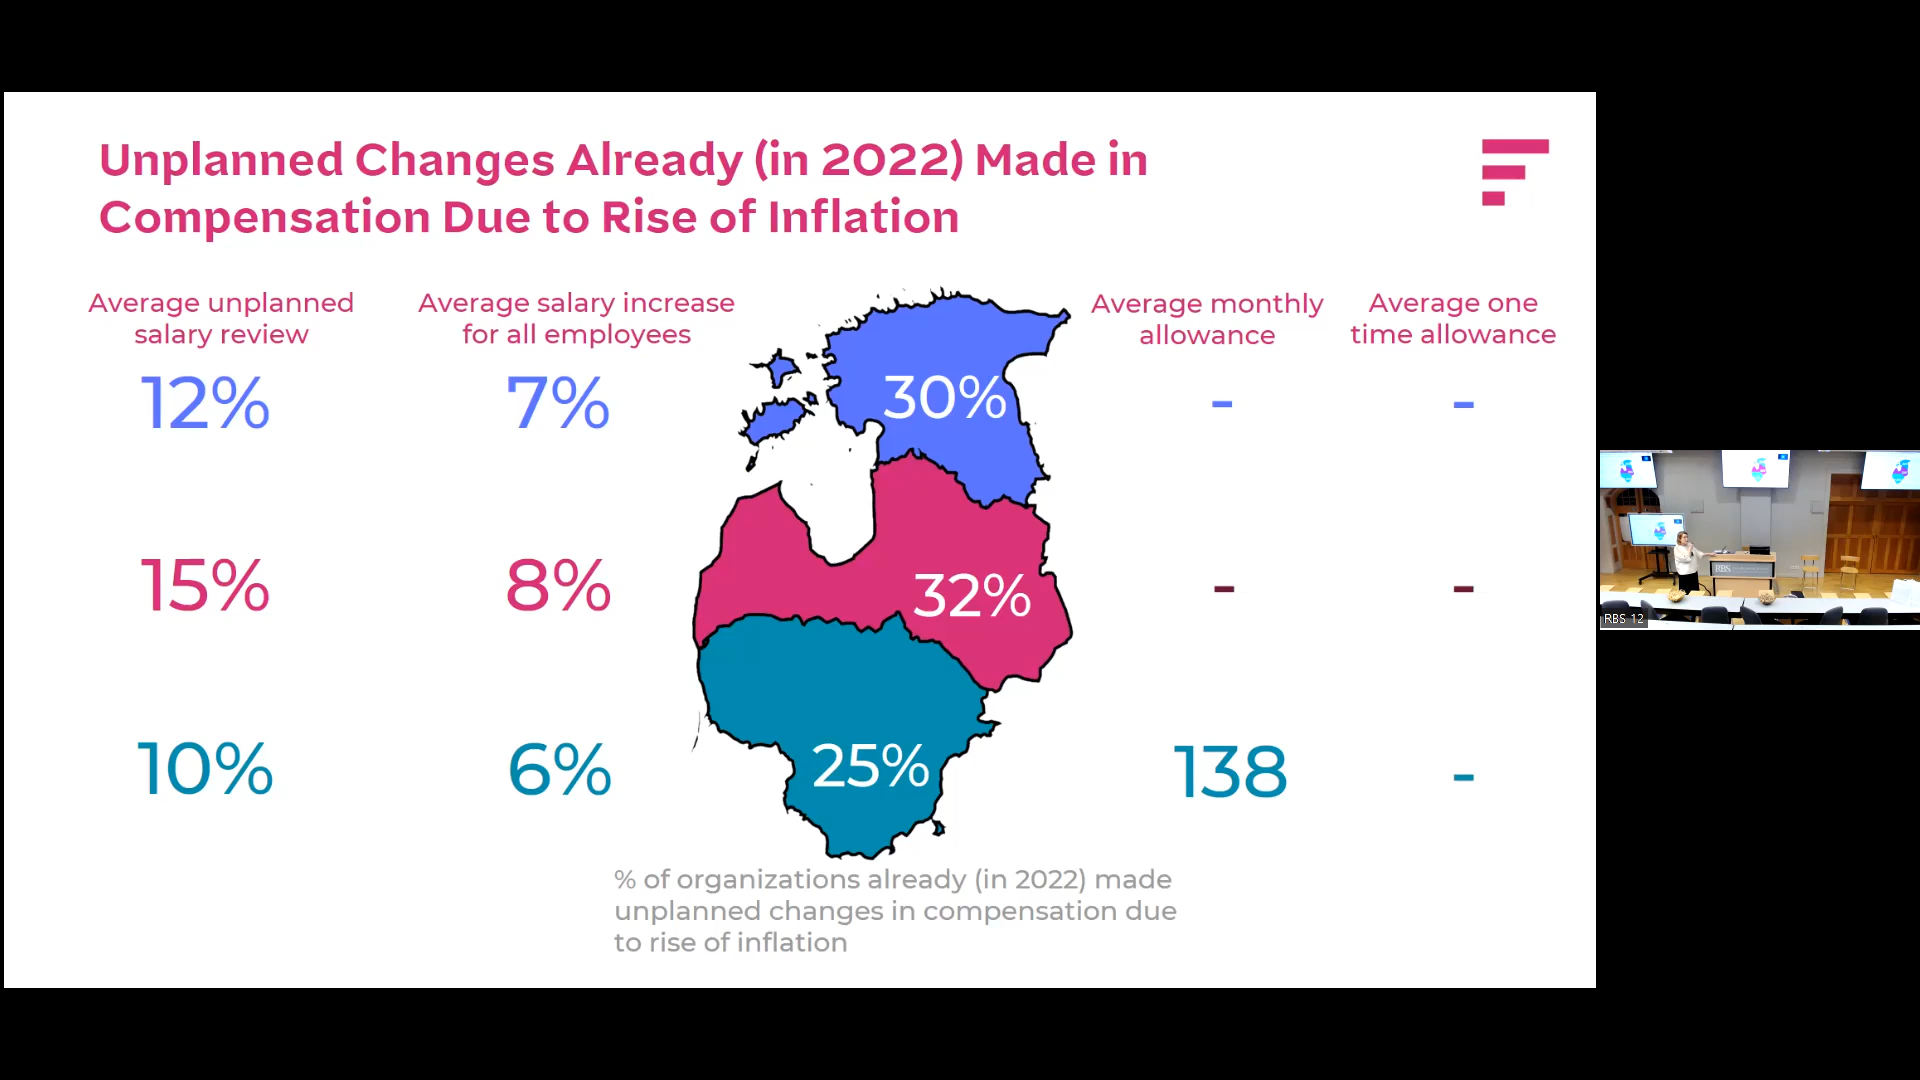 Unplanned Changes Already (in 2022) Made in
Compensation Due to Rise of Inflation
Average unplanned
salary review
Average salary increase
for all employees
Average monthly
allowance
Average one
time allowance
12%
7%
30%
-
-
15%
8%
32%
-
-
10%
6%
25%
138
-
% of organizations already (in 2022) made
unplanned changes in compensation due
to rise of inflation
RBS
RBS 12